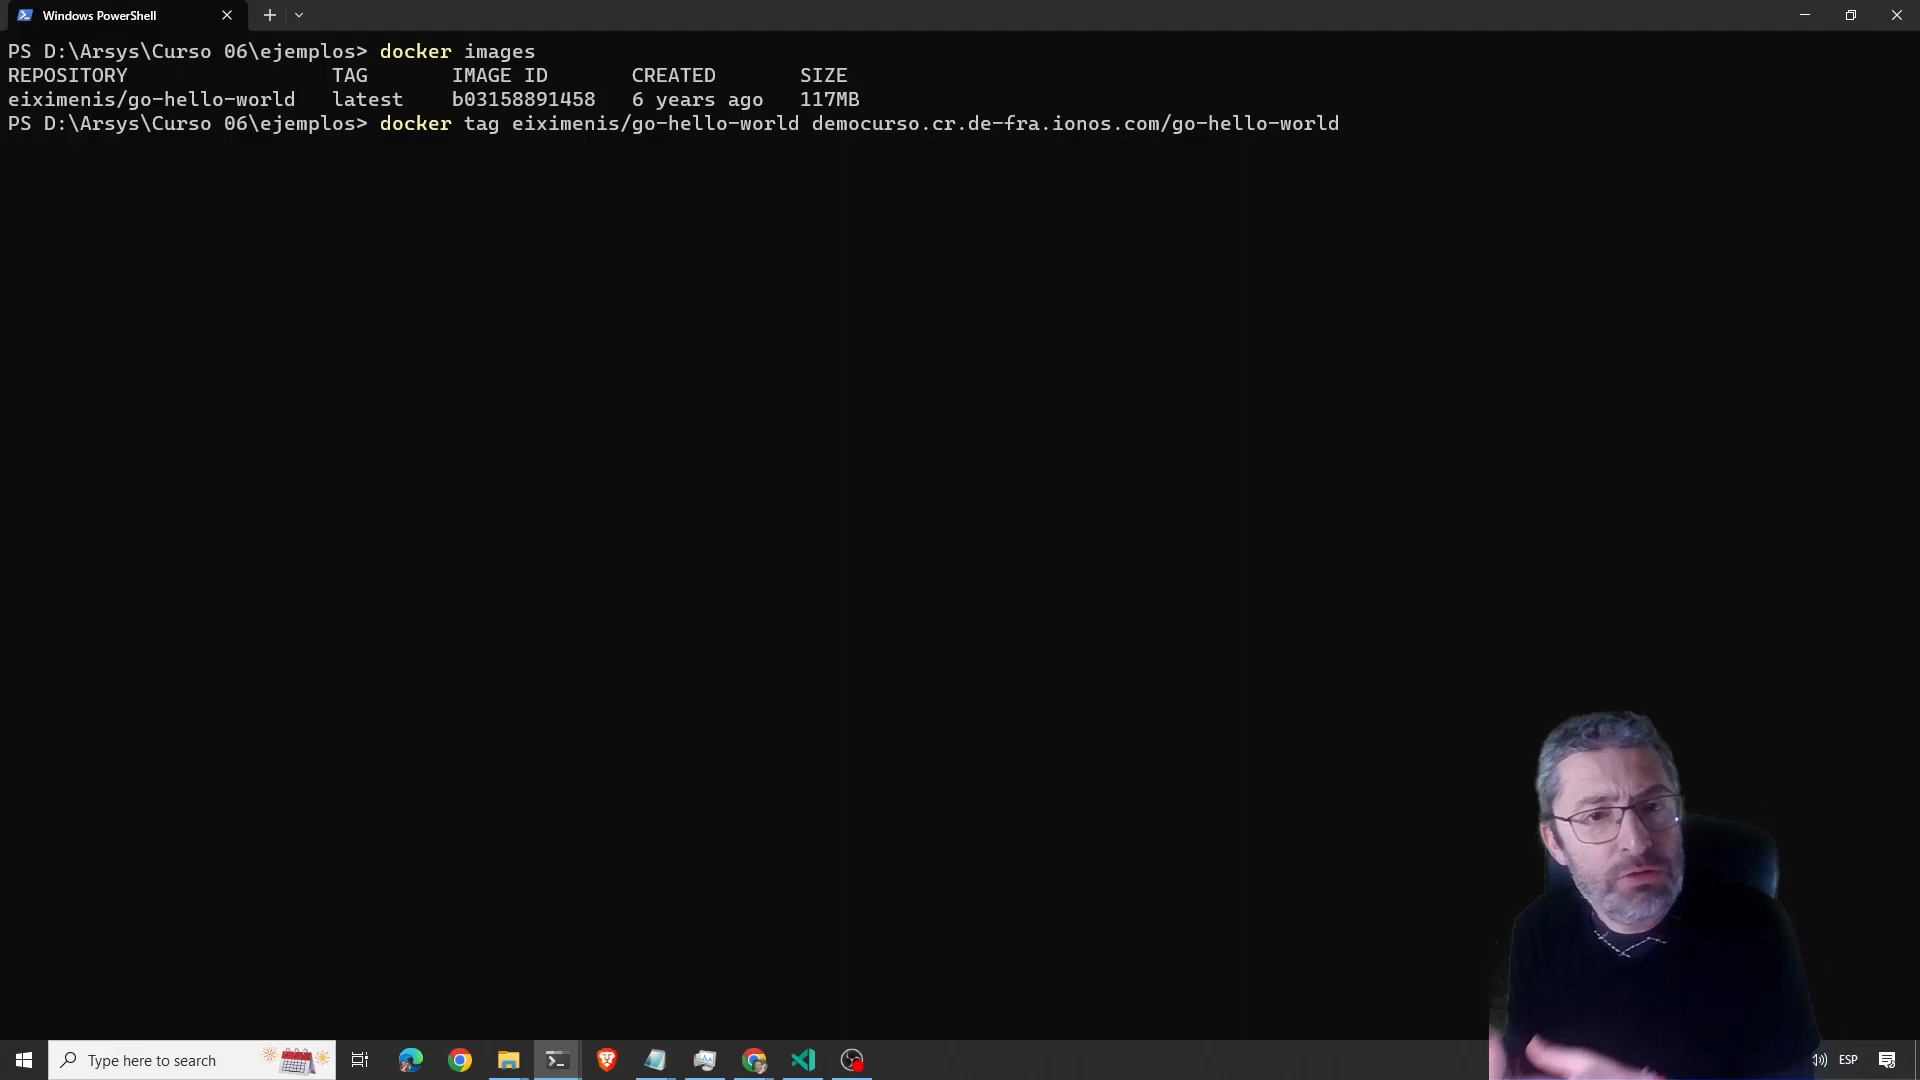 Windows PowerShell
PS D:\Arsys\Curso 06\ejemplos> docker images
REPOSITORY TAG IMAGE ID CREATED SIZE
eiximenis/go-hello-world latest b03158891458 6 years ago 117MB
PS D:\Arsys\Curso 06\ejemplos> docker tag eiximenis/go-hello-world democurso.cr.de-fra.ionos.com/go-hello-world
Type here to search
ESP